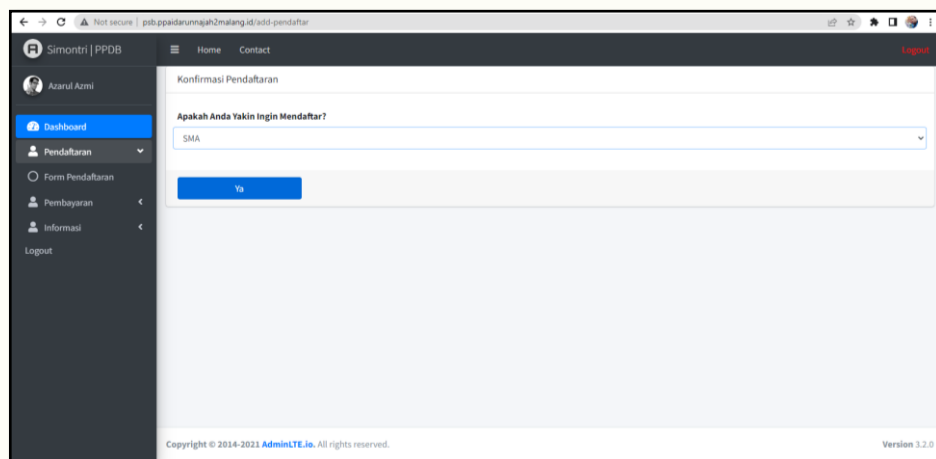 Not secure | psb.ppaidarunnajah2malang.id/add-pendaftar
Simontri | PPDB
Home Contact Logout
Azarul Azmi
Dashboard
Pendaftaran
Form Pendaftaran
Pembayaran
Informasi
Logout
Konfirmasi Pendaftaran
Apakah Anda Yakin Ingin Mendaftar?
SMA
Ya
Copyright © 2014-2021 AdminLTE.io. All rights reserved. Version 3.2.0